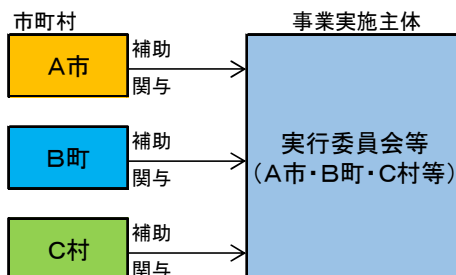 市町村
事業実施主体
A市
補助
関与
B町
補助
関与
C村
補助
関与
実行委員会等
(A市・B町・C村等)